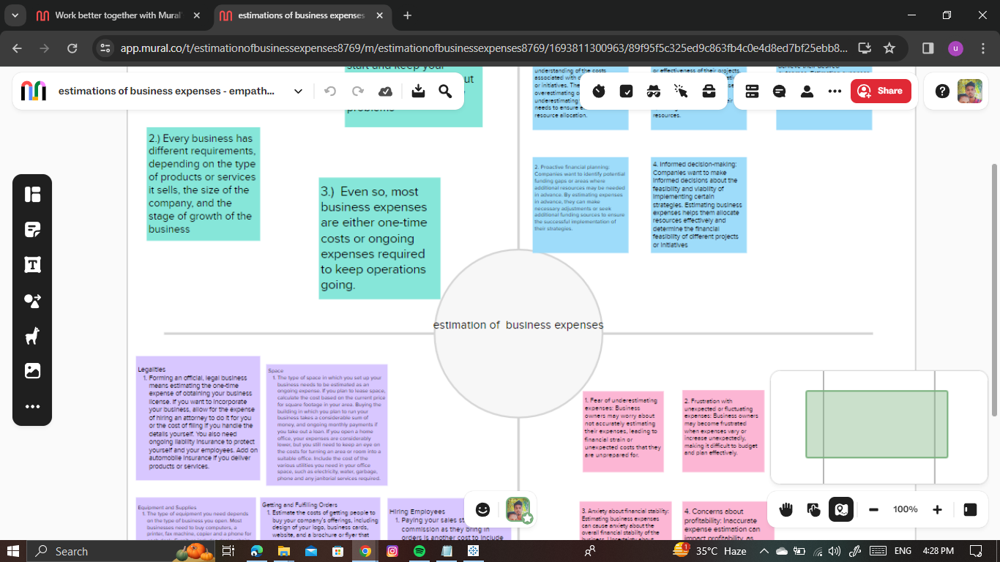 Work better together with Mural'
estimations of business expenses
app.mural.co/t/estimationofbusinessexpenses8769/m/estimationofbusinessexpenses8769/1693811300963/89f95f5c325ed9c863fb4c0e4d8ed7bf25ebb8...
u
estimations of business expenses - empath...
Share
start and keep your
problems
2.) Every business has
different requirements,
depending on the type
of products or services
it sells, the size of the
company, and the
stage of growth of the
business
3.) Even so, most
business expenses
are either one-time
costs or ongoing
expenses required
to keep operations
going.
understanding of the costs
associated with
or initiatives. The
overestimating
underestimating
needs to ensure
resource allocation.
or effectiveness of their projects.
resources.
2. Proactive financial planning:
Companies want to identify potential
funding gaps or areas where
additional resources may be needed
in advance. By estimating expenses
in advance, they can make
necessary adjustments or seek
additional funding sources to ensure
the successful implementation of
their strategies.
4. Informed decision-making:
Companies want to make
informed decisions about the
feasibility and viability of
implementing certain
strategies. Estimating business
expenses helps them allocate
resources effectively and
determine the financial
feasibility of different projects
or initiatives
estimation of business expenses
Legalities
1. Forming an official, legal business
means estimating the one-time
expense of obtaining your business
license. If you want to incorporate
your business, allow for the expense
of hiring an attorney to do it for you
or the cost of filing if you handle the
details yourself. You also need
ongoing liability insurance to protect
yourself and your employees. Add on
automobile insurance if you deliver
products or services.
Space
1. The type of space in which you set up your
business needs to be estimated as an
ongoing expense. If you plan to lease space,
calculate the cost based on the current price
for square footage in your area. Buying the
building in which you plan to run your
business takes a considerable sum of
money, and ongoing monthly payments if
you take out a loan. If you open a home
office, your expenses are considerably
lower, but you still need to keep an eye on
the costs for turning an area or room into a
suitable office. Include the cost of the
various utilities you need in your office
space, such as electricity, water, garbage,
phone and any janitorial services required.
1. Fear of underestimating
expenses: Business
owners may worry about
not accurately estimating
their expenses, leading to
financial strain or
unexpected costs that they
are unprepared for.
2. Frustration with
unexpected or fluctuating
expenses: Business owners
may become frustrated
when expenses vary or
increase unexpectedly,
making it difficult to budget
and plan effectively.
Equipment and Supplies
1. The type of equipment you need depends
on the type of business you open. Most
businesses need to buy computers, a
printer, fax machine, copier and a phone for
Getting and Fulfilling Orders
1. Estimate the costs of getting people to
buy your company's offerings, including
design of your logo, business cards,
website, and a brochure or flyer that
Hiring Employees
1. Paying your sales
commission as they bring in
orders is another cost to include
3. Anxiety about financial stability:
Estimating business expenses
can cause anxiety about the
overall financial stability of the
business. Uncertainty about
4. Concerns about
profitability: Inaccurate
expense estimation can
impact profitability, as
100%
Search
1
35°C Haze
ENG
4:28 PM